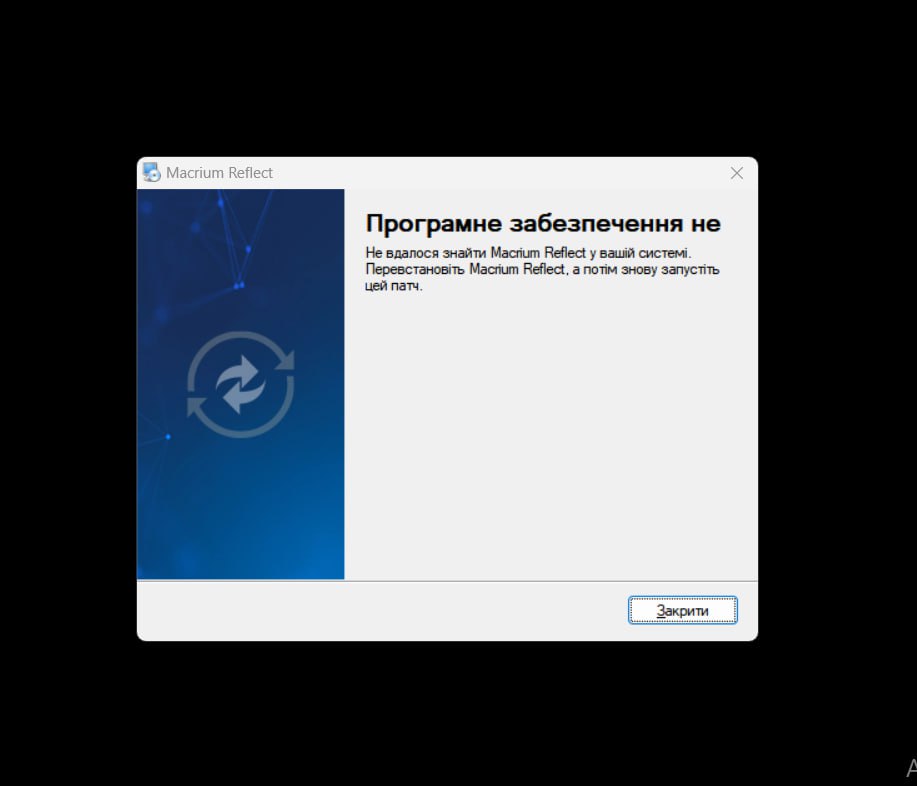 Macrium Reflect
Програмне забезпечення не
Не вдалося знайти Macrium Reflect у вашій системі.
Перевстановіть Macrium Reflect, а потім знову запустіть
цей патч.
Закрити